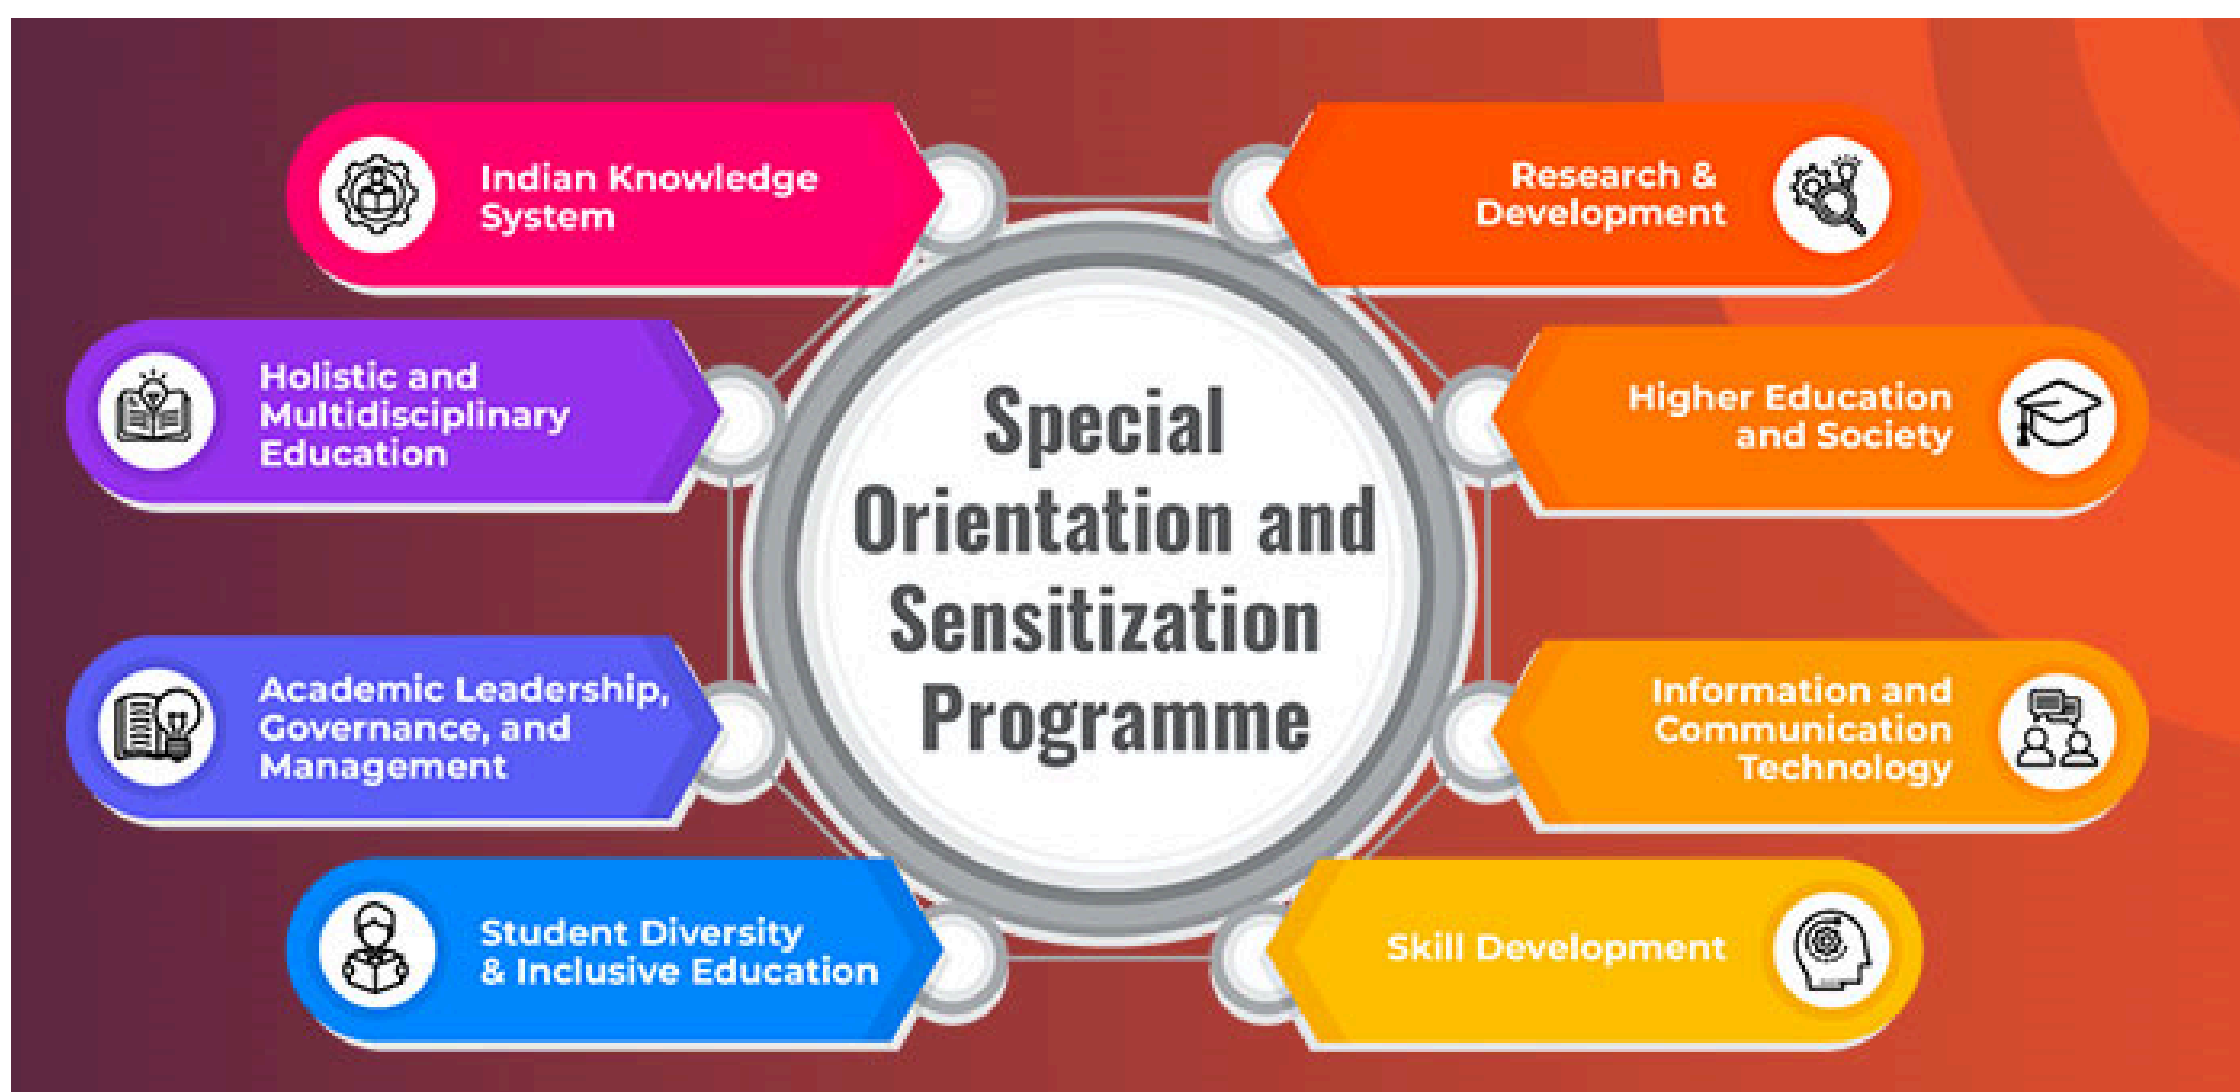 Indian Knowledge
System
Holistic and
Multidisciplinary
Education
Academic Leadership,
Governance, and
Management
Student Diversity
& Inclusive Education
Special
Orientation and
Sensitization
Programme
Research &
Development
Higher Education
and Society
Information and
Communication
Technology
Skill Development